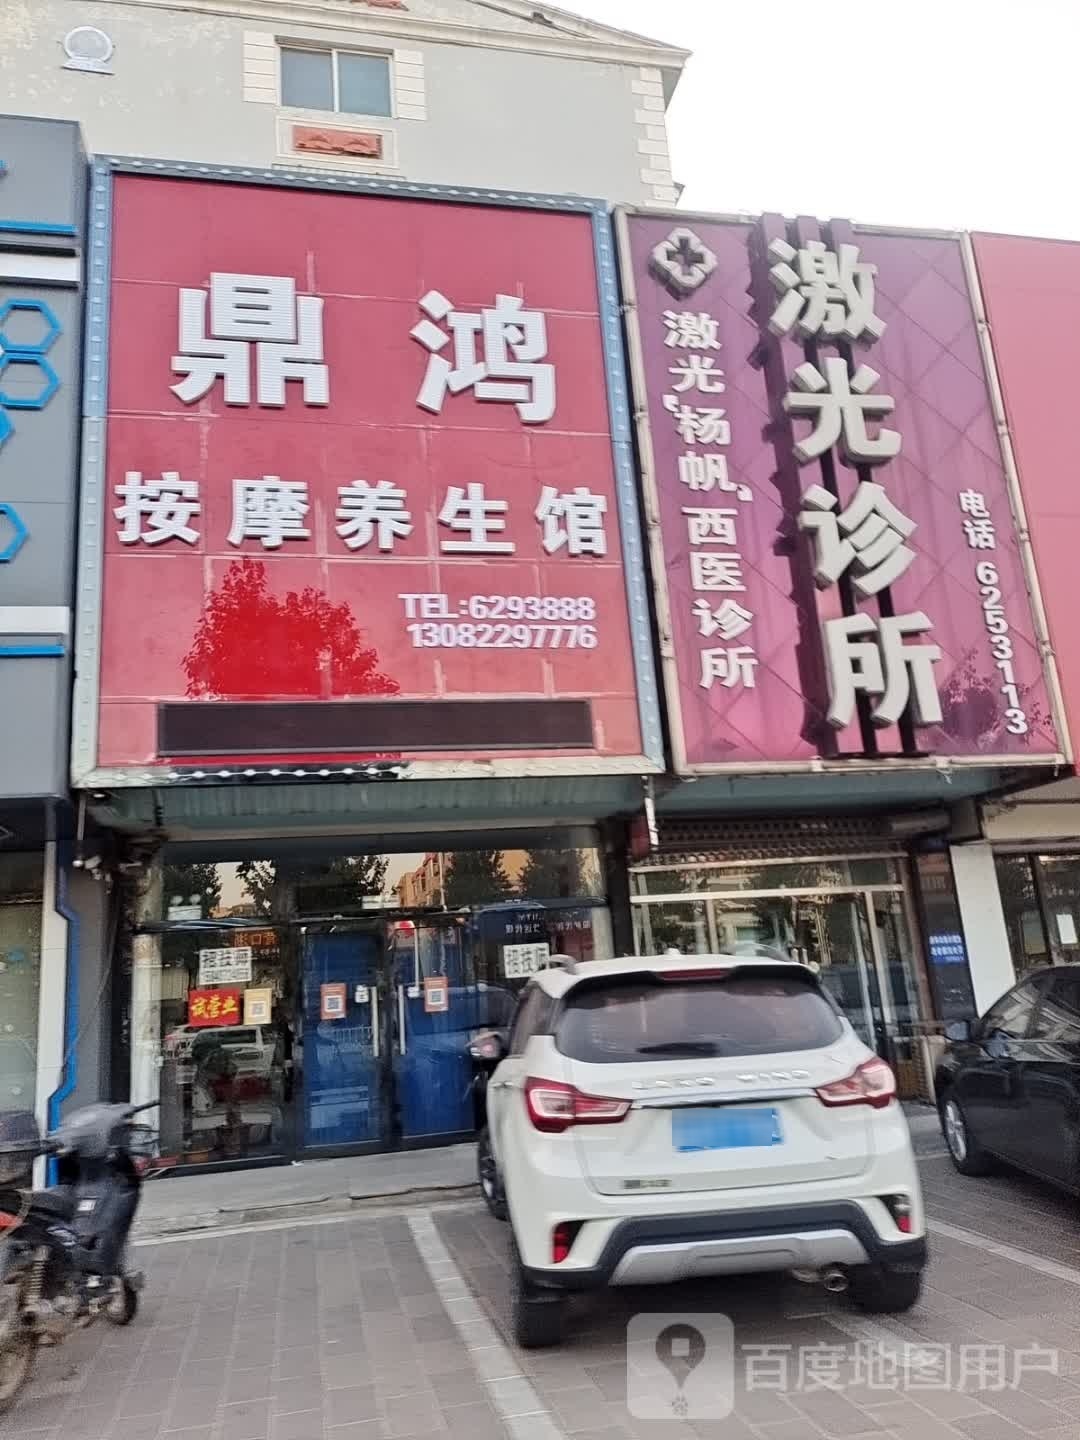 鼎鸿
按摩养生馆
TEL:6293888
13082297776
激光诊所
激光"杨帆"西医诊所
电话 6253113
招技师
招技师
试营业
百度地图用户